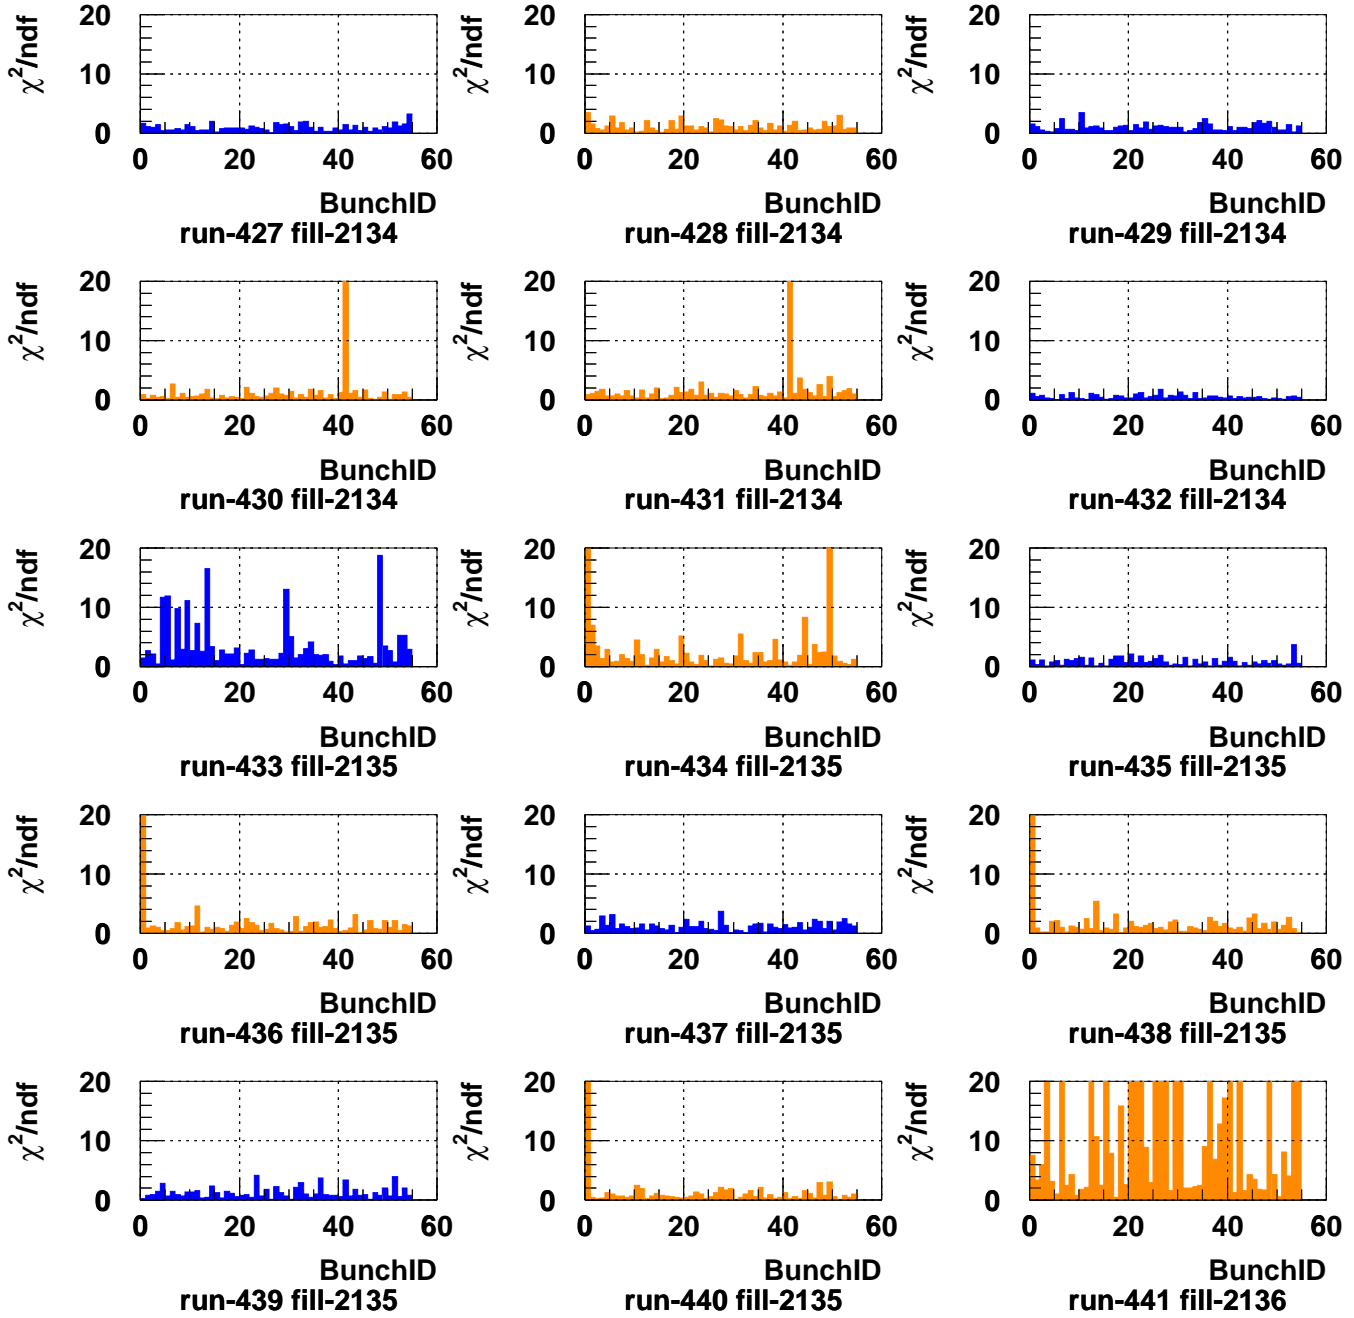 χ²/ndf χ²/ndf χ²/ndf
20 20 20
10 10 10
0 0 0
0 20 40 60 0 20 40 60 0 20 40 60
BunchID BunchID BunchID
run-427 fill-2134 run-428 fill-2134 run-429 fill-2134
χ²/ndf χ²/ndf χ²/ndf
20 20 20
10 10 10
0 0 0
0 20 40 60 0 20 40 60 0 20 40 60
BunchID BunchID BunchID
run-430 fill-2134 run-431 fill-2134 run-432 fill-2134
χ²/ndf χ²/ndf χ²/ndf
20 20 20
10 10 10
0 0 0
0 20 40 60 0 20 40 60 0 20 40 60
BunchID BunchID BunchID
run-433 fill-2135 run-434 fill-2135 run-435 fill-2135
χ²/ndf χ²/ndf χ²/ndf
20 20 20
10 10 10
0 0 0
0 20 40 60 0 20 40 60 0 20 40 60
BunchID BunchID BunchID
run-436 fill-2135 run-437 fill-2135 run-438 fill-2135
χ²/ndf χ²/ndf χ²/ndf
20 20 20
10 10 10
0 0 0
0 20 40 60 0 20 40 60 0 20 40 60
BunchID BunchID BunchID
run-439 fill-2135 run-440 fill-2135 run-441 fill-2136